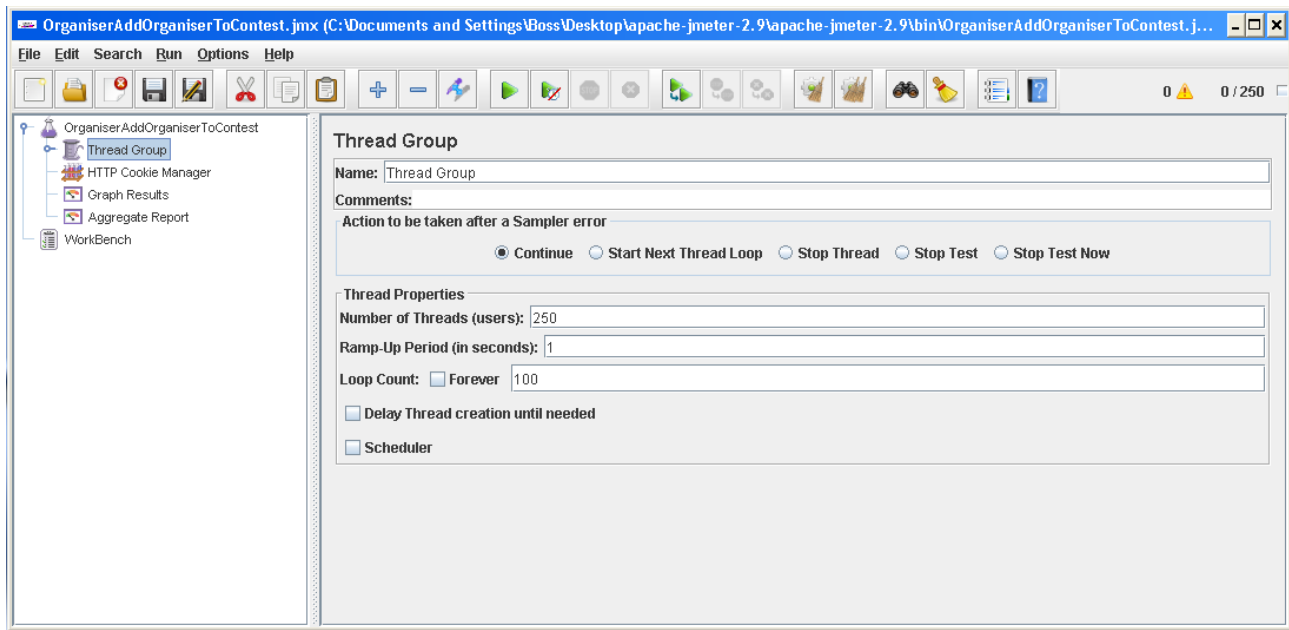 OrganiserAddOrganiserToContest.jmx (C:\Documents and Settings\Boss\Desktop\apache-jmeter-2.9\apache-jmeter-2.9\bin\OrganiserAddOrganiserToContest.j...
File Edit Search Run Options Help
0 0 / 250
OrganiserAddOrganiserToContest
Thread Group
HTTP Cookie Manager
Graph Results
Aggregate Report
WorkBench
Thread Group
Name: Thread Group
Comments:
Action to be taken after a Sampler error
Continue Start Next Thread Loop Stop Thread Stop Test Stop Test Now
Thread Properties
Number of Threads (users): 250
Ramp-Up Period (in seconds): 1
Loop Count: Forever 100
Delay Thread creation until needed
Scheduler